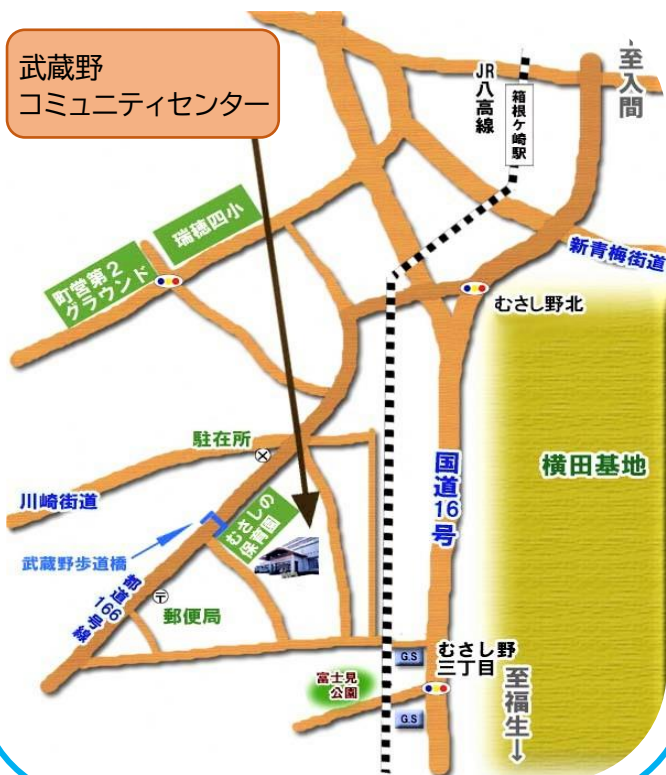 武蔵野
コミュニティセンター
↑
至入間
JR八高線
箱根ケ崎駅
瑞穂四小
町営第2
グラウンド
新青梅街道
むさし野北
駐在所
国道16号
横田基地
川崎街道
むさしの
保育園
武蔵野歩道橋
都道166号線
〒
郵便局
むさし野
三丁目
G.S
富士見
公園
至福生↓
G.S